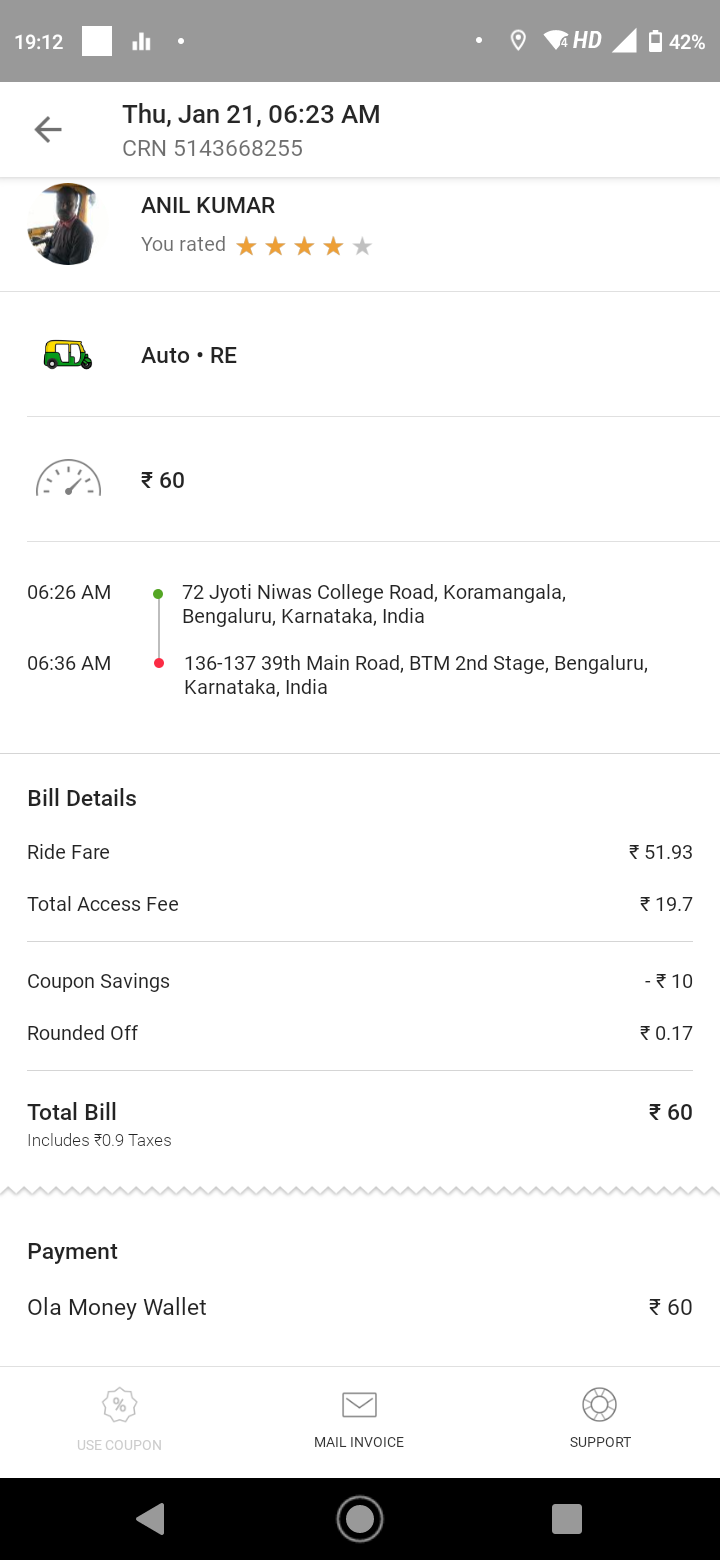 19:12
4 HD
42%
Thu, Jan 21, 06:23 AM
CRN 5143668255
ANIL KUMAR
You rated
Auto • RE
₹ 60
06:26 AM
72 Jyoti Niwas College Road, Koramangala,
Bengaluru, Karnataka, India
06:36 AM
136-137 39th Main Road, BTM 2nd Stage, Bengaluru,
Karnataka, India
Bill Details
Ride Fare ₹ 51.93
Total Access Fee ₹ 19.7
Coupon Savings - ₹ 10
Rounded Off ₹ 0.17
Total Bill ₹ 60
Includes ₹0.9 Taxes
Payment
Ola Money Wallet ₹ 60
%
USE COUPON
MAIL INVOICE
SUPPORT